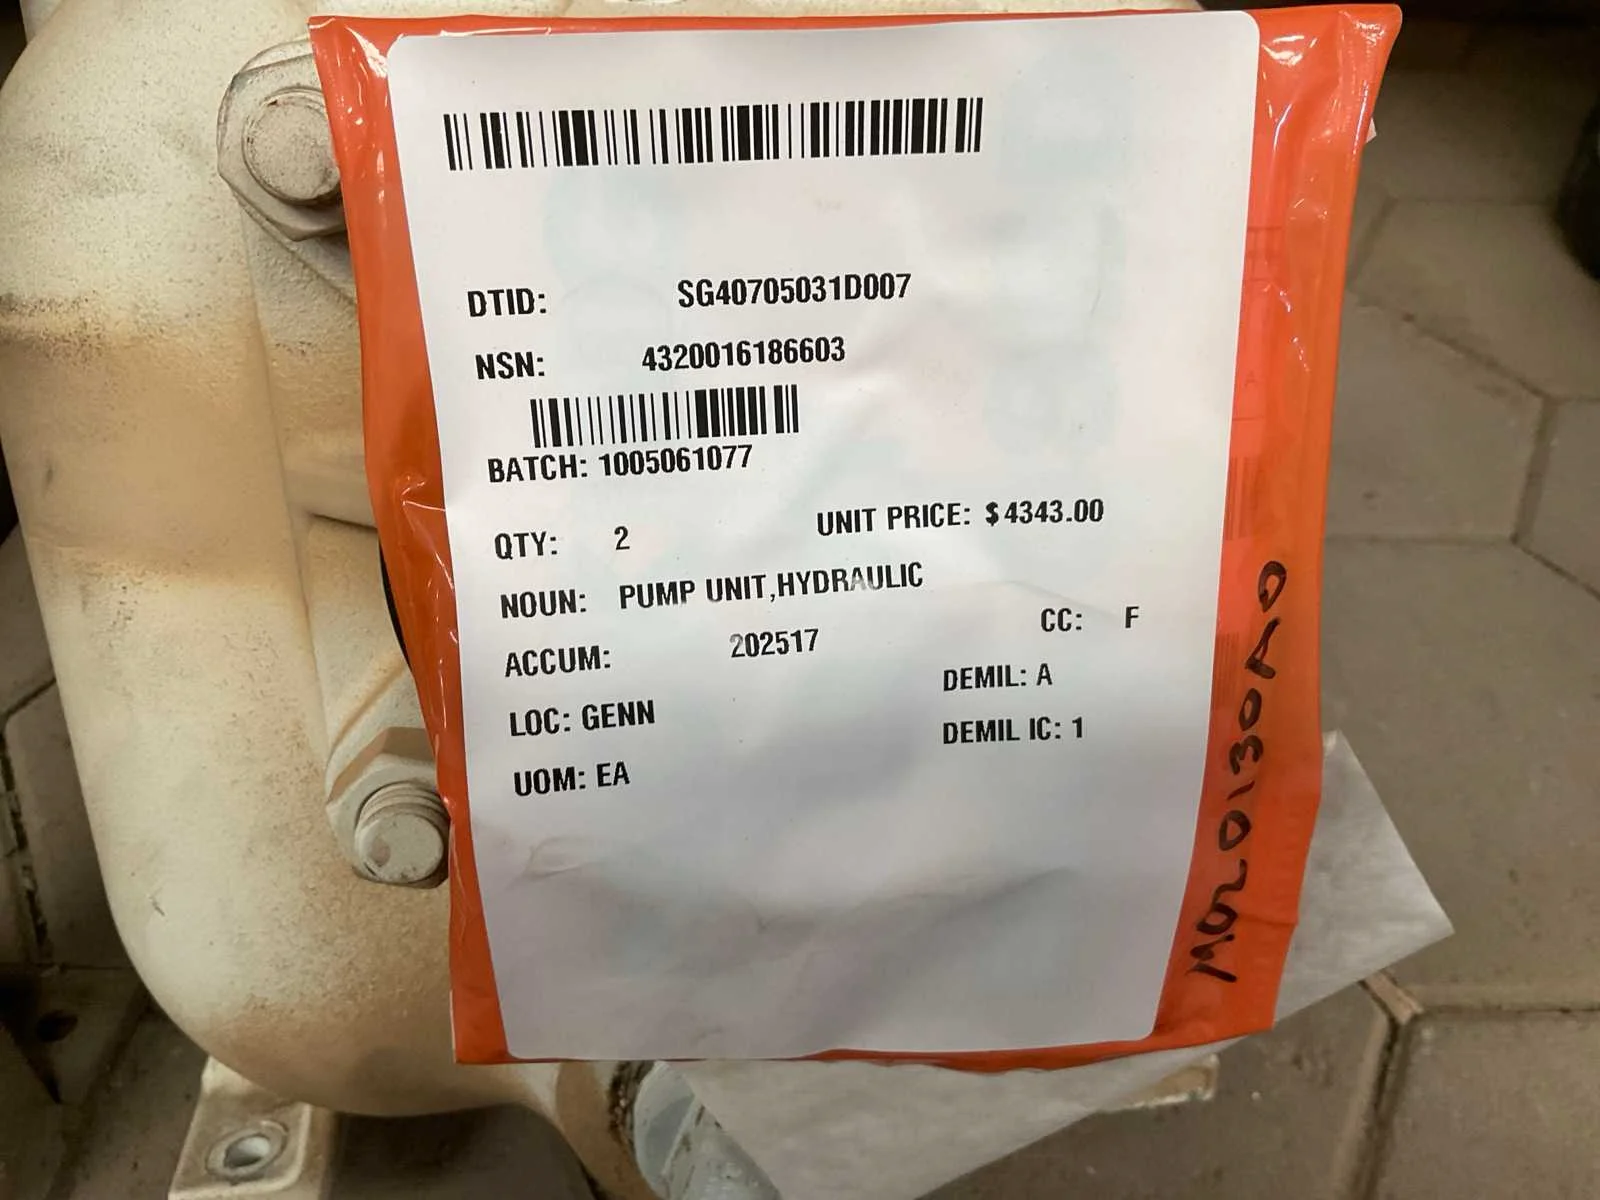 DTID: SG40705031D007
NSN: 4320016186603
BATCH: 1005061077
QTY: 2 UNIT PRICE: $4343.00
NOUN: PUMP UNIT,HYDRAULIC
ACCUM: 202517 CC: F
LOC: GENN DEMIL: A
UOM: EA DEMIL IC: 1